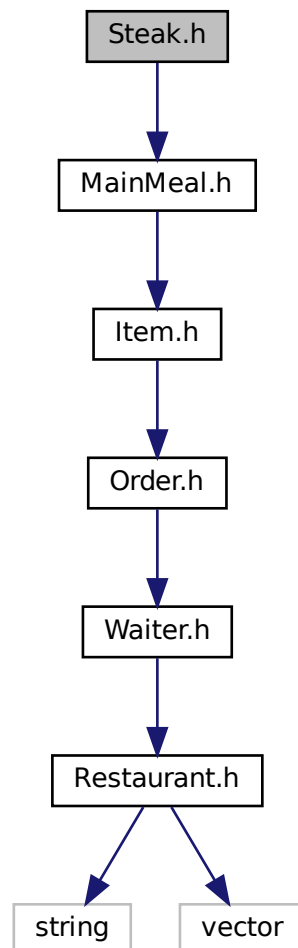 Steak.h
MainMeal.h
Item.h
Order.h
Waiter.h
Restaurant.h
string
vector